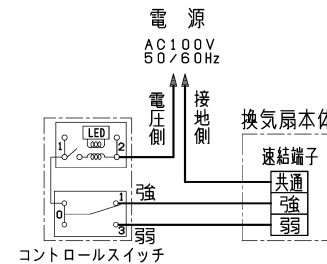 電 源
AC100V
50/60Hz
電圧側
接地側
換気扇本体
速結端子
共通
強
弱
LED
1
2
0
1
3
強
弱
コントロールスイッチ